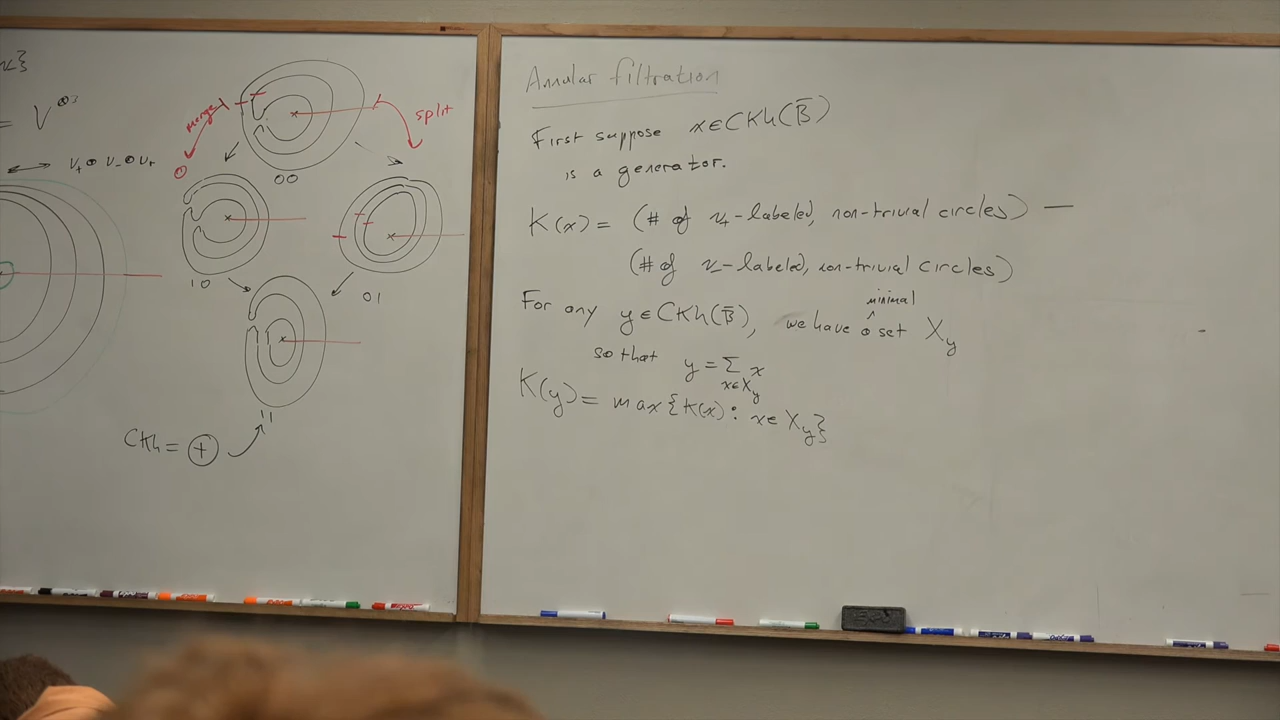 = V⊗3
V+ ⊗ V- ⊗ V+
merge
split
00
10
01
11
CKh = ⊕
Annular filtration
First suppose x ∈ CKh(B̄)
is a generator.
K(x) = (# of v+-labeled, non-trivial circles) —
(# of v- -labeled, non-trivial circles)
minimal
For any y ∈ CKh(B̄), we have ^ set X_y
so that y = Σ x
x ∈ X_y
K(y) = max{K(x) : x ∈ X_y}
EXPO